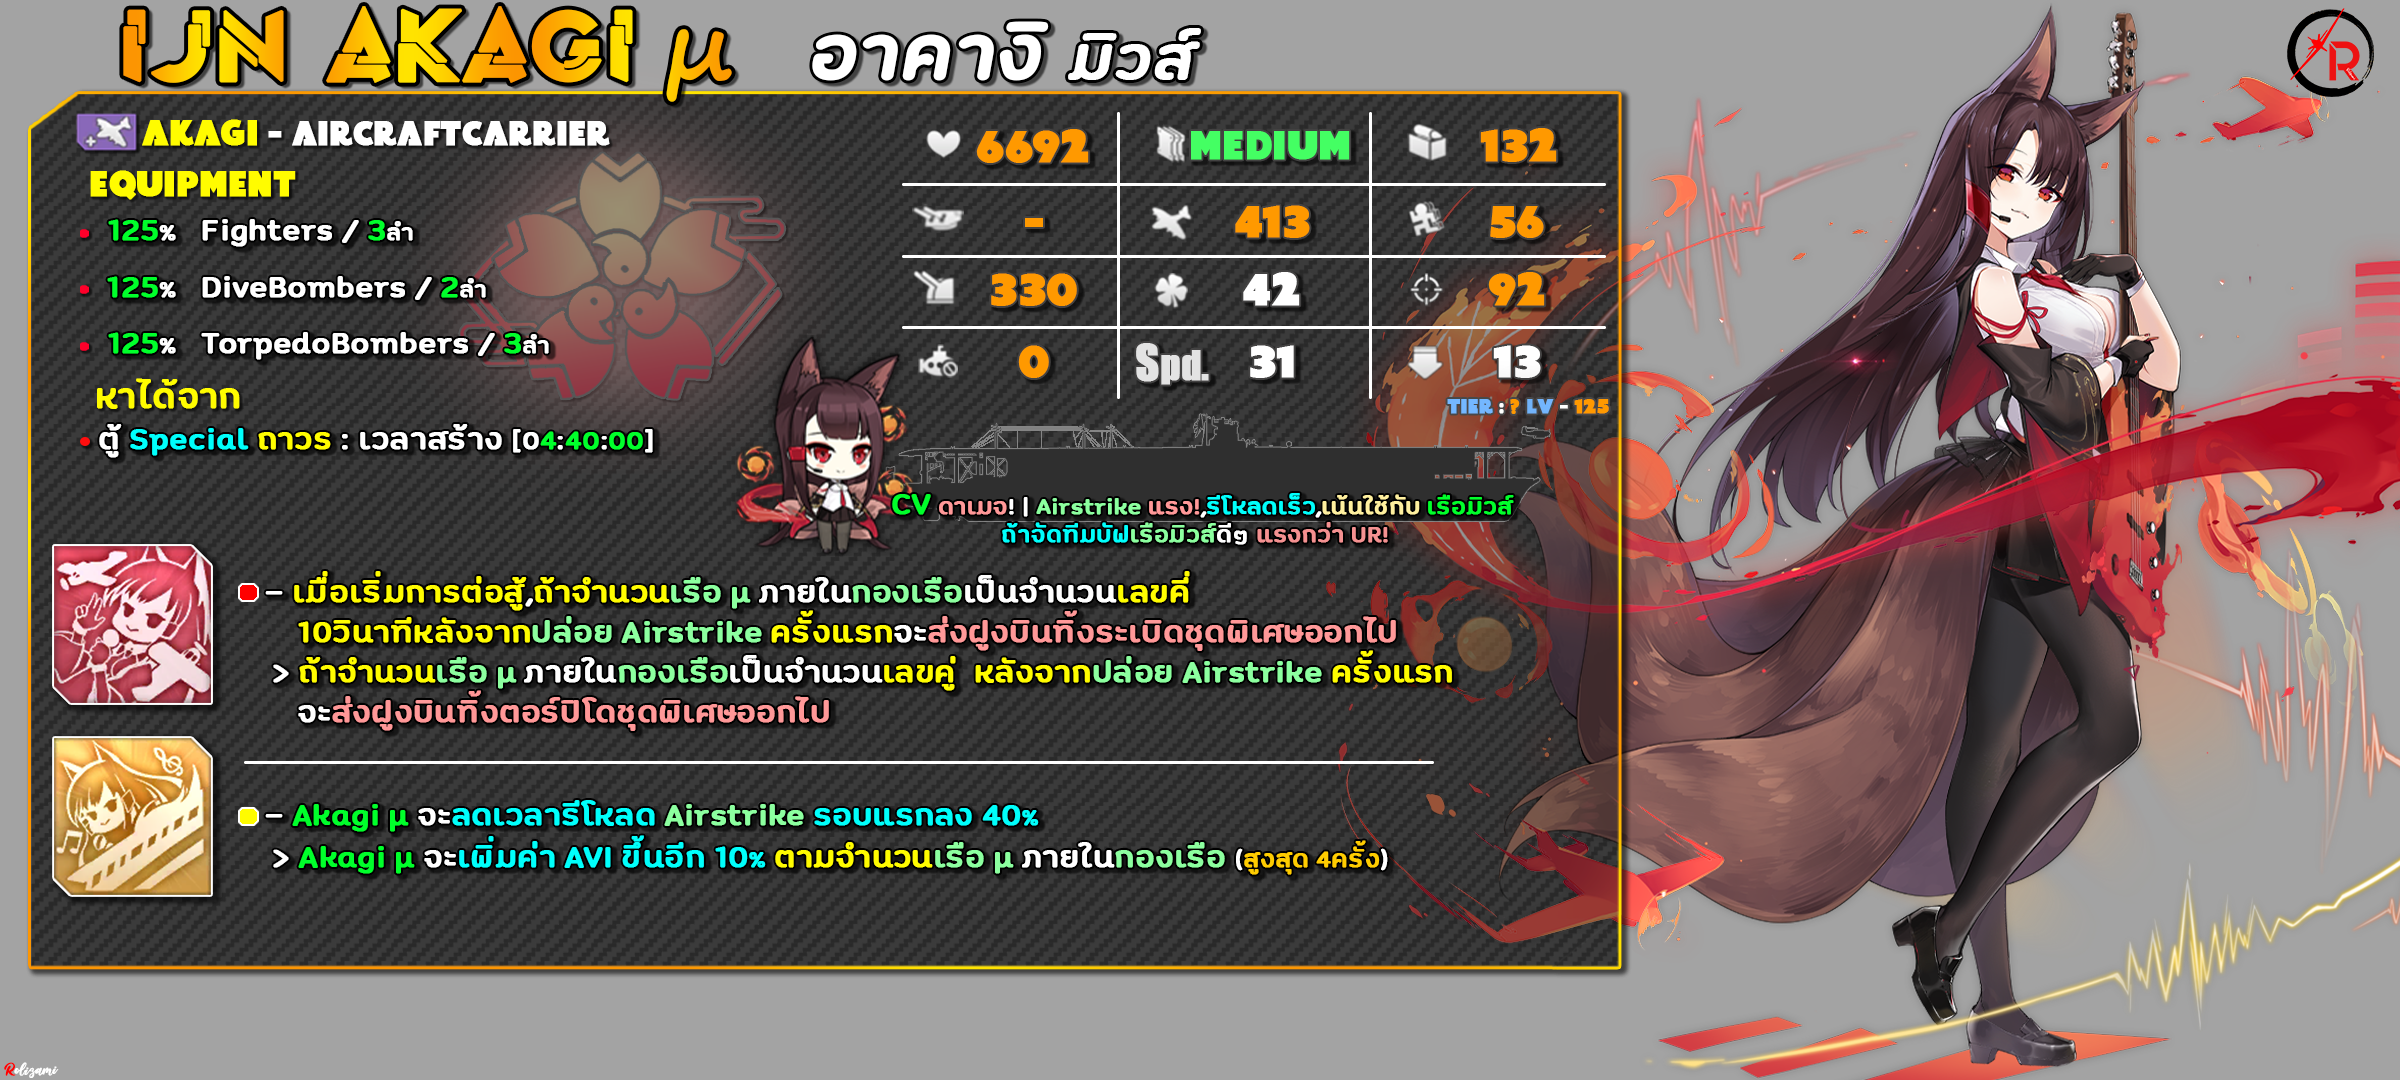 IJN AKAGI μ อาคางิ มิวส์
R
AKAGI - AIRCRAFTCARRIER
EQUIPMENT
125% Fighters / 3ลำ
125% DiveBombers / 2ลำ
125% TorpedoBombers / 3ลำ
หาได้จาก
ตู้ Special ถาวร : เวลาสร้าง [04:40:00]
6692 MEDIUM 132
- 413 56
330 42 92
0 Spd. 31 13
TIER : ? LV - 125
CV ดาเมจ! | Airstrike แรง!,รีโหลดเร็ว,เน้นใช้กับ เรือมิวส์
ถ้าจัดทีมบัฟเรือมิวส์ดีๆ แรงกว่า UR!
– เมื่อเริ่มการต่อสู้,ถ้าจำนวนเรือ μ ภายในกองเรือเป็นจำนวนเลขคี่
10วินาทีหลังจากปล่อย Airstrike ครั้งแรกจะส่งฝูงบินทิ้งระเบิดชุดพิเศษออกไป
> ถ้าจำนวนเรือ μ ภายในกองเรือเป็นจำนวนเลขคู่ หลังจากปล่อย Airstrike ครั้งแรก
จะส่งฝูงบินทิ้งตอร์ปิโดชุดพิเศษออกไป
– Akagi μ จะลดเวลารีโหลด Airstrike รอบแรกลง 40%
> Akagi μ จะเพิ่มค่า AVI ขึ้นอีก 10% ตามจำนวนเรือ μ ภายในกองเรือ (สูงสุด 4ครั้ง)
Rolizami